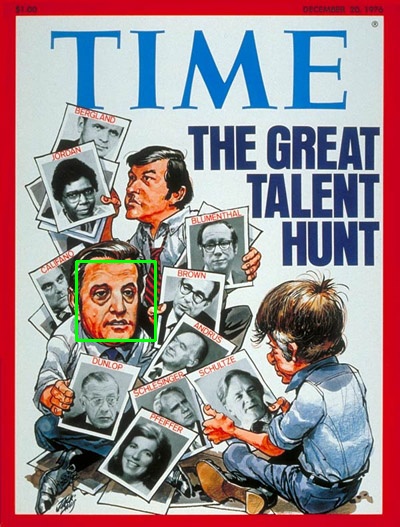 $1.00
DECEMBER 20, 1976
TIME
®
THE GREAT
TALENT
HUNT
BERGLAND
JORDAN
BLUMENTHAL
CALIFANO
BROWN
ANDRUS
DUNLOP
SCHLESINGER
SCHULTZE
PFEIFFER